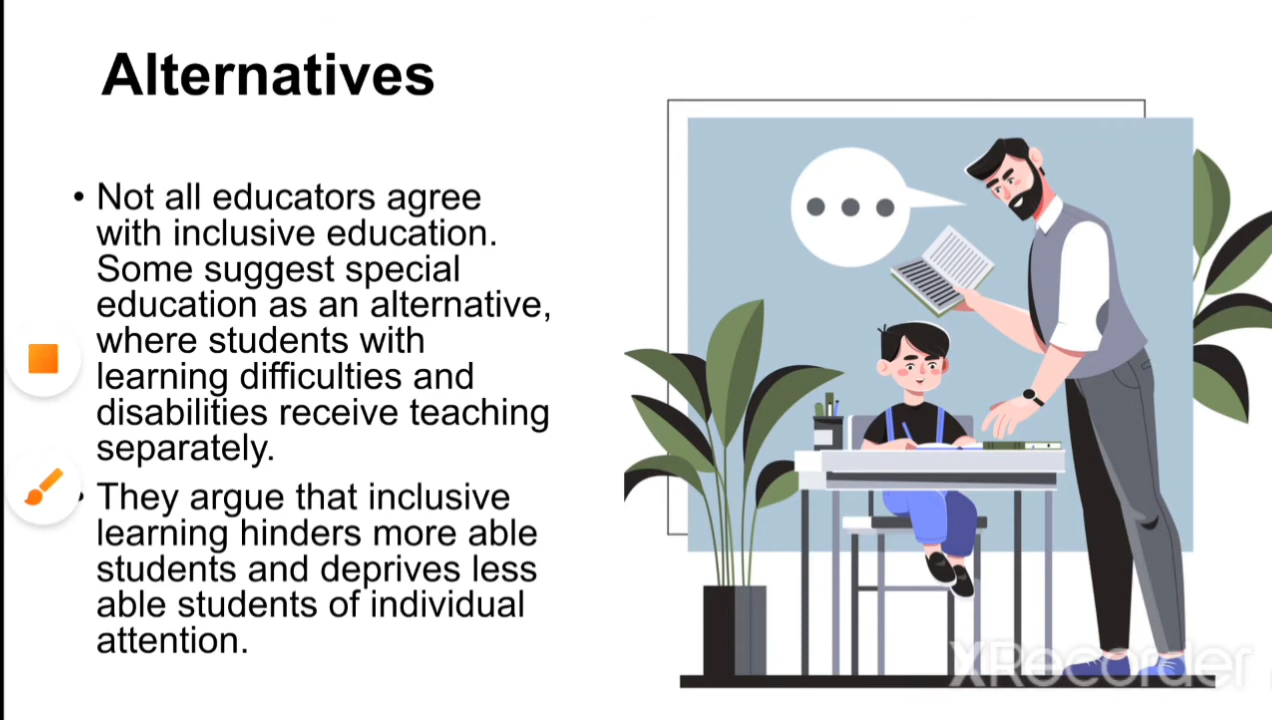 Alternatives
• Not all educators agree
with inclusive education.
Some suggest special
education as an alternative,
where students with
learning difficulties and
disabilities receive teaching
separately.
• They argue that inclusive
learning hinders more able
students and deprives less
able students of individual
attention.
XRecorder